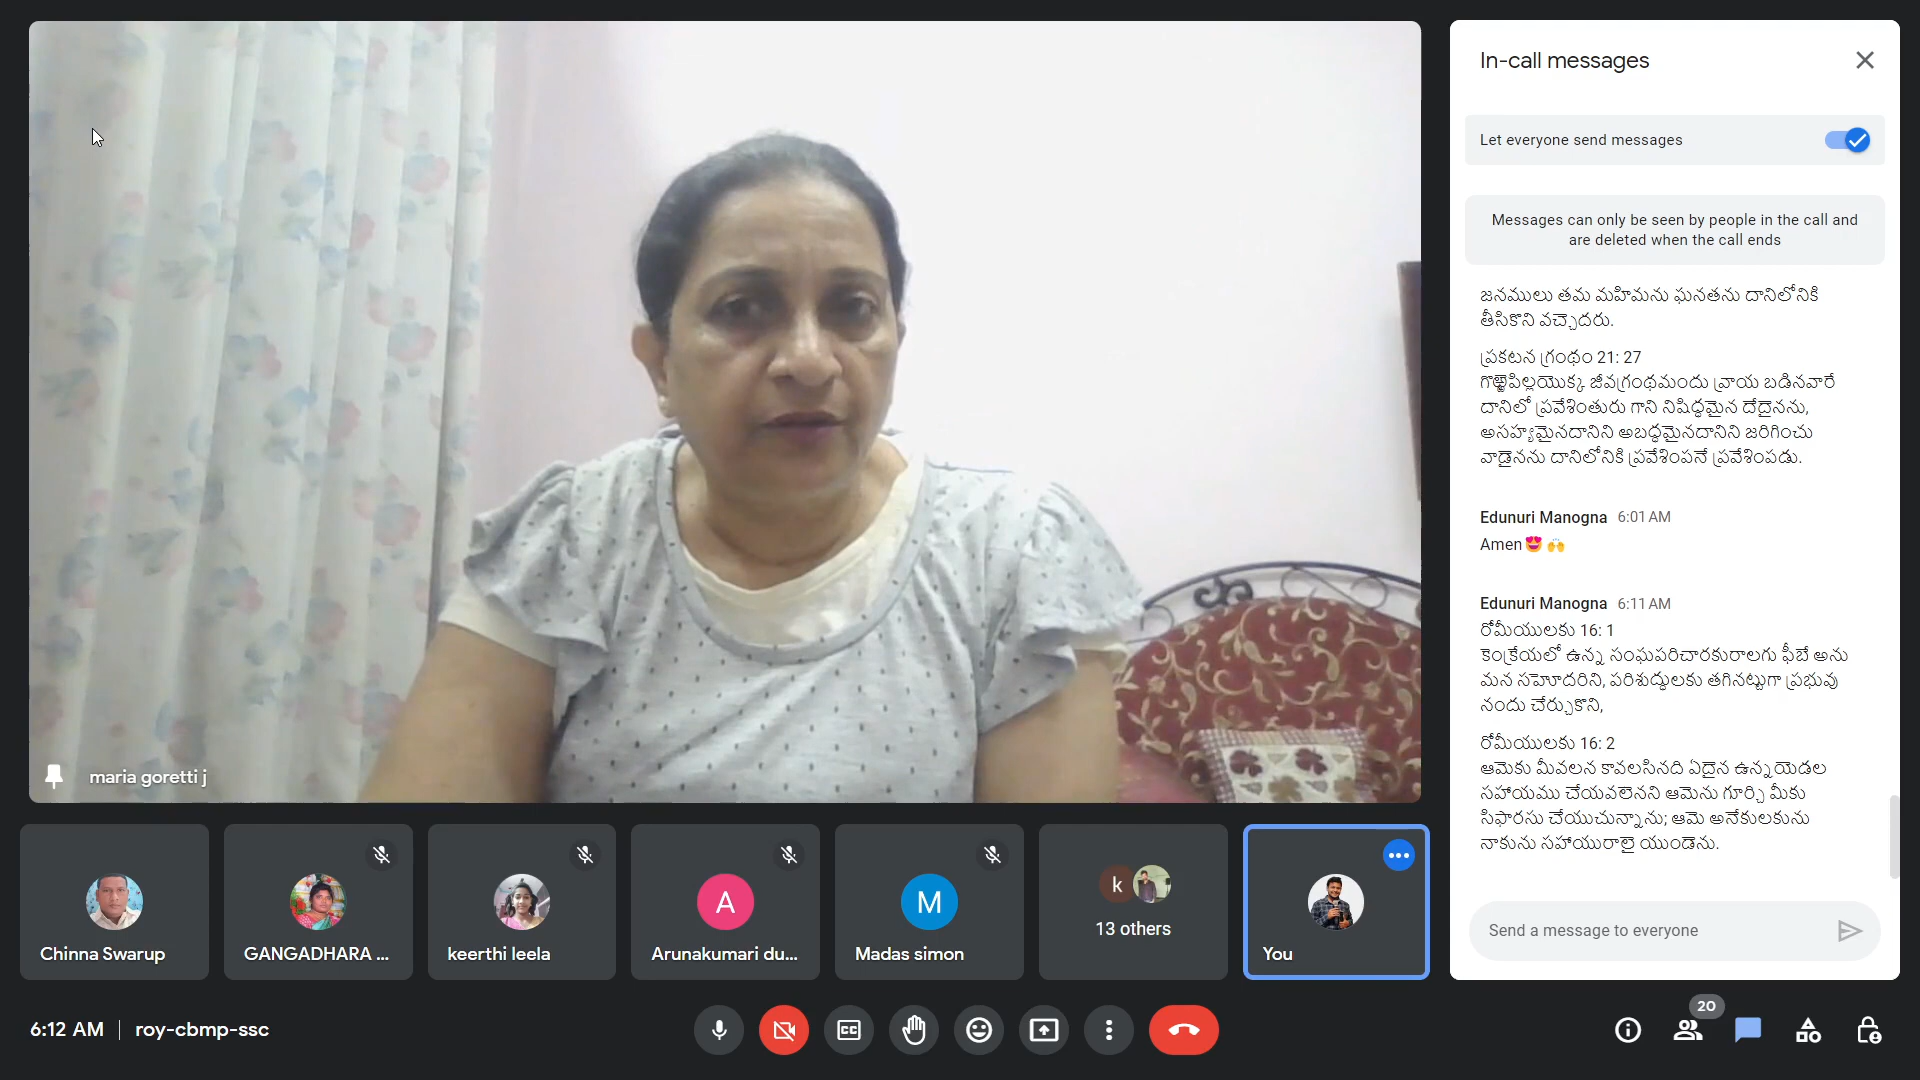 In-call messages
Let everyone send messages
Messages can only be seen by people in the call and
are deleted when the call ends
జనములు తమ మహిమను ఘనతను దానిలోనికి
తీసికొని వచ్చెదరు.
ప్రకటన గ్రంథం 21: 27
గొఱ్ఱెపిల్లయొక్క జీవగ్రంథమందు వ్రాయ బడినవారే
దానిలో ప్రవేశింతురు గాని నిషిద్ధమైన దేదైనను,
అసహ్యమైనదానిని అబద్ధమైనదానిని జరిగించు
వాడైనను దానిలోనికి ప్రవేశింపనే ప్రవేశింపడు.
Edunuri Manogna 6:01 AM
Amen😍🙌
Edunuri Manogna 6:11 AM
రోమీయులకు 16: 1
కెంక్రేయలో ఉన్న సంఘపరిచారకురాలగు ఫీబే అను
మన సహోదరిని, పరిశుద్ధులకు తగినట్టుగా ప్రభువు
నందు చేర్చుకొని,
రోమీయులకు 16: 2
ఆమెకు మీవలన కావలసినది ఏదైన ఉన్నయెడల
సహాయము చేయవలెనని ఆమెను గూర్చి మీకు
సిఫారసు చేయుచున్నాను; ఆమె అనేకులకును
నాకును సహాయురాలై యుండెను.
Send a message to everyone
maria goretti j
Chinna Swarup
GANGADHARA ...
keerthi leela
A
Arunakumari du...
M
Madas simon
k
13 others
You
6:12 AM | roy-cbmp-ssc
CC
20